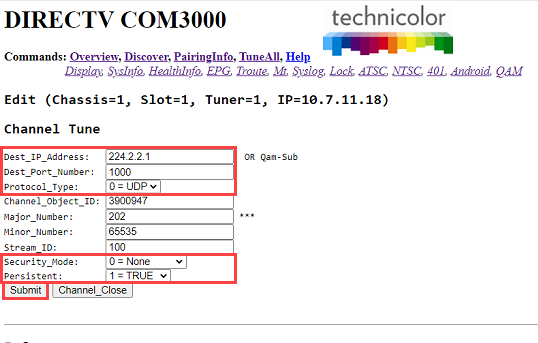 DIRECTV COM3000
technicolor
Commands: Overview, Discover, PairingInfo, TuneAll, Help
Display, SysInfo, HealthInfo, EPG, Troute, Mt, Syslog, Lock, ATSC, NTSC, 401, Android, QAM
Edit (Chassis=1, Slot=1, Tuner=1, IP=10.7.11.18)
Channel Tune
Dest_IP_Address: 224.2.2.1 OR Qam-Sub
Dest_Port_Number: 1000
Protocol_Type: 0 = UDP
Channel_Object_ID: 3900947
Major_Number: 202 ***
Minor_Number: 65535
Stream_ID: 100
Security_Mode: 0 = None
Persistent: 1 = TRUE
Submit Channel_Close